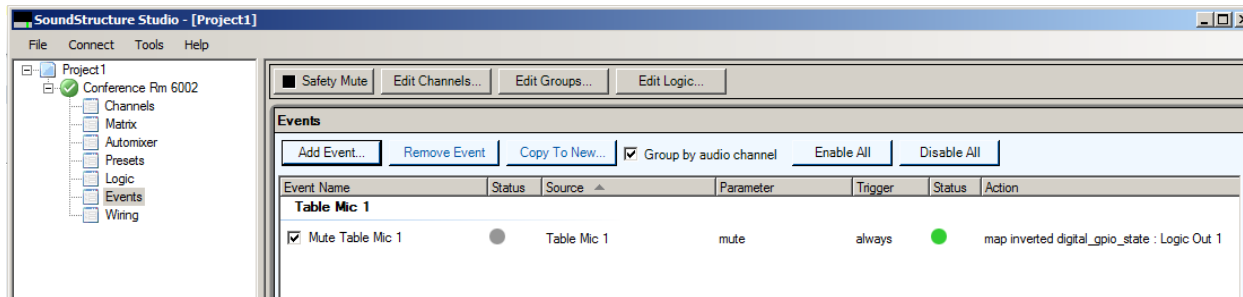 SoundStructure Studio - [Project1]
File Connect Tools Help
Project1
Conference Rm 6002
Channels
Matrix
Automixer
Presets
Logic
Events
Wiring
Safety Mute Edit Channels... Edit Groups... Edit Logic...
Events
Add Event... Remove Event Copy To New... Group by audio channel Enable All Disable All
Event Name Status Source Parameter Trigger Status Action
Table Mic 1
Mute Table Mic 1 Table Mic 1 mute always map inverted digital_gpio_state : Logic Out 1